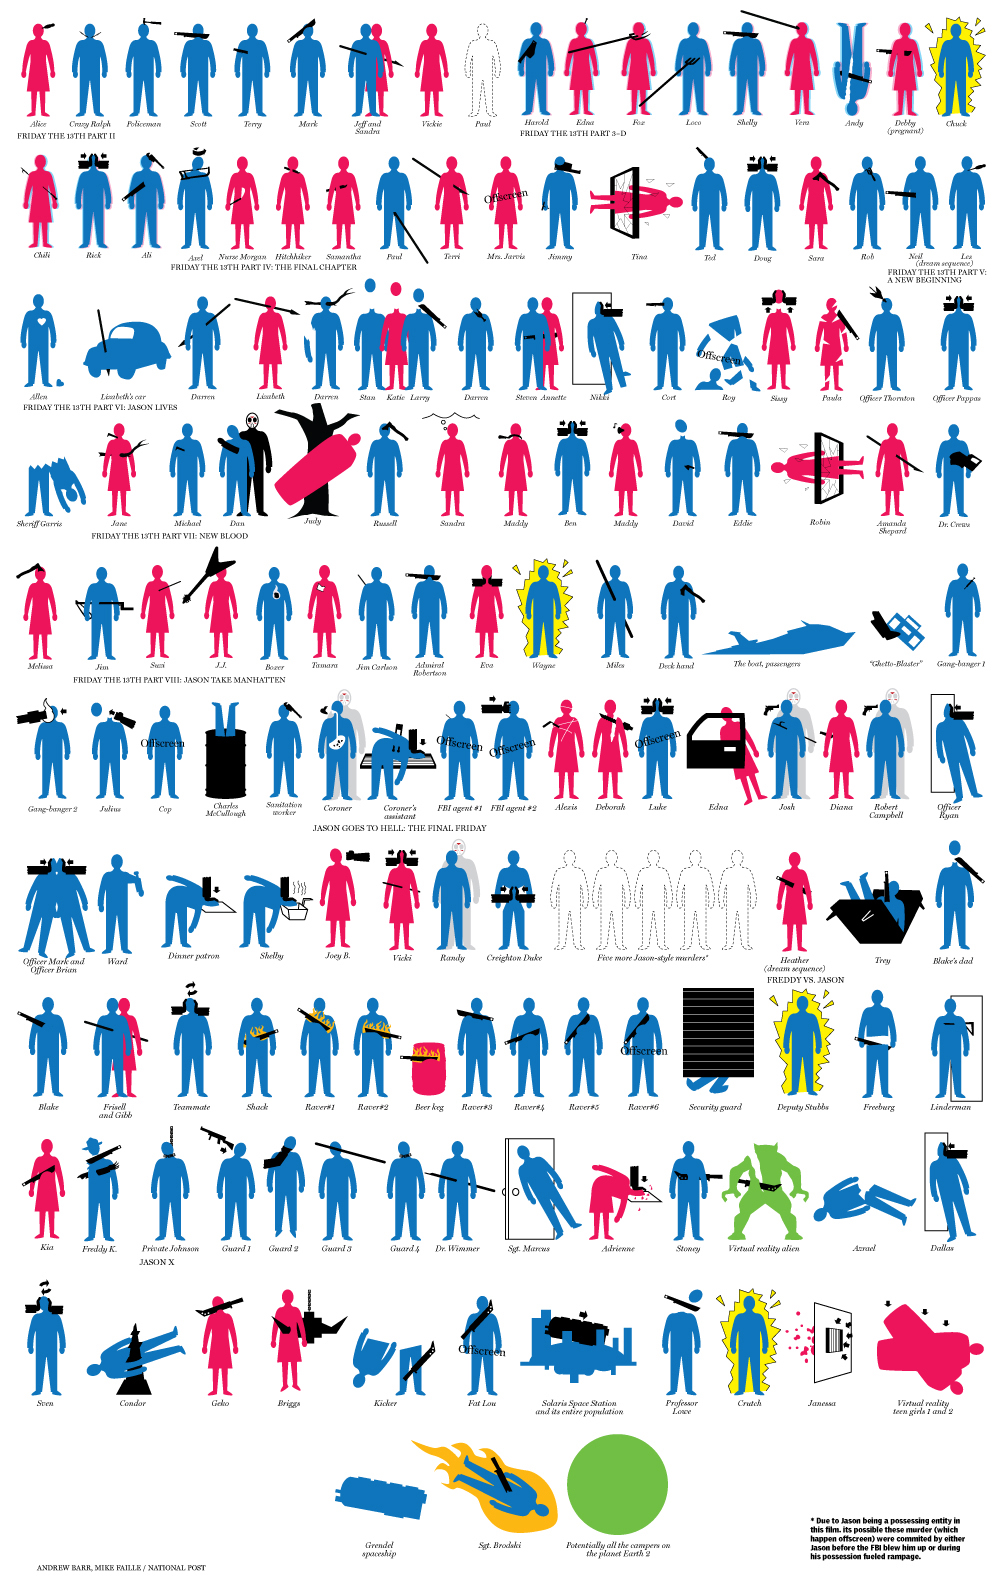 Alice Crazy Ralph Policeman Scott Terry Mark Jeff and Vickie Paul Harold Edna Fox Loco Shelly Vera Andy Debby Chuck
Sandra (pregnant)
FRIDAY THE 13TH PART II FRIDAY THE 13TH PART 3-D
Offscreen
Chili Rick Ali Axel Nurse Morgan Hitchhiker Samantha Paul Terri Mrs. Jarvis Jimmy Tina Ted Doug Sara Rob Neil Lez
(dream sequence)
FRIDAY THE 13TH PART IV: THE FINAL CHAPTER FRIDAY THE 13TH PART V:
A NEW BEGINNING
Offscreen
Allen Lizabeth's car Darren Lizabeth Darren Stan Katie Larry Darren Steven Annette Nikki Cort Roy Sissy Paula Officer Thornton Officer Pappas
FRIDAY THE 13TH PART VI: JASON LIVES
Sheriff Garris Jane Michael Dan Judy Russell Sandra Maddy Ben Maddy David Eddie Robin Amanda Dr. Crews
Shepard
FRIDAY THE 13TH PART VII: NEW BLOOD
Melissa Jim Suzi J.J. Boxer Tamara Jim Carlson Admiral Eva Wayne Miles Deck hand The boat, passengers "Ghetto-Blaster" Gang-banger 1
Robertson
FRIDAY THE 13TH PART VIII: JASON TAKE MANHATTEN
Offscreen Offscreen Offscreen Offscreen
Gang-banger 2 Julius Cop Charles Sanitation Coroner Coroner's FBI agent #1 FBI agent #2 Alexis Deborah Luke Edna Josh Diana Robert Officer
McCullough worker assistant Campbell Ryan
JASON GOES TO HELL: THE FINAL FRIDAY
Officer Mark and Ward Dinner patron Shelby Joey B. Vicki Randy Creighton Duke Five more Jason-style murders* Heather Trey Blake's dad
Officer Brian (dream sequence)
FREDDY VS. JASON
Offscreen
Blake Frisell Teammate Shack Raver#1 Raver#2 Beer keg Raver#3 Raver#4 Raver#5 Raver#6 Security guard Deputy Stubbs Freeburg Linderman
and Gibb
Kia Freddy K. Private Johnson Guard 1 Guard 2 Guard 3 Guard 4 Dr. Wimmer Sgt. Marcus Adrienne Stoney Virtual reality alien Azrael Dallas
JASON X
Offscreen
Sven Condor Geko Briggs Kicker Fat Lou Solaris Space Station Professor Crutch Janessa Virtual reality
and its entire population Lowe teen girls 1 and 2
Grendel Sgt. Brodski Potentially all the campers on
spaceship the planet Earth 2
* Due to Jason being a possessing entity in
this film. its possible these murder (which
happen offscreen) were commited by either
Jason before the FBI blew him up or during
his possession fueled rampage.
ANDREW BARR, MIKE FAILLE / NATIONAL POST